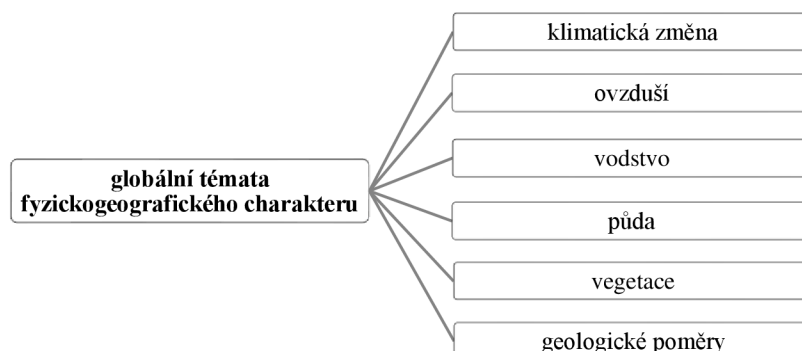 klimatická změna
ovzduší
vodstvo
globální témata
fyzickogeografického charakteru
půda
vegetace
geologické poměry